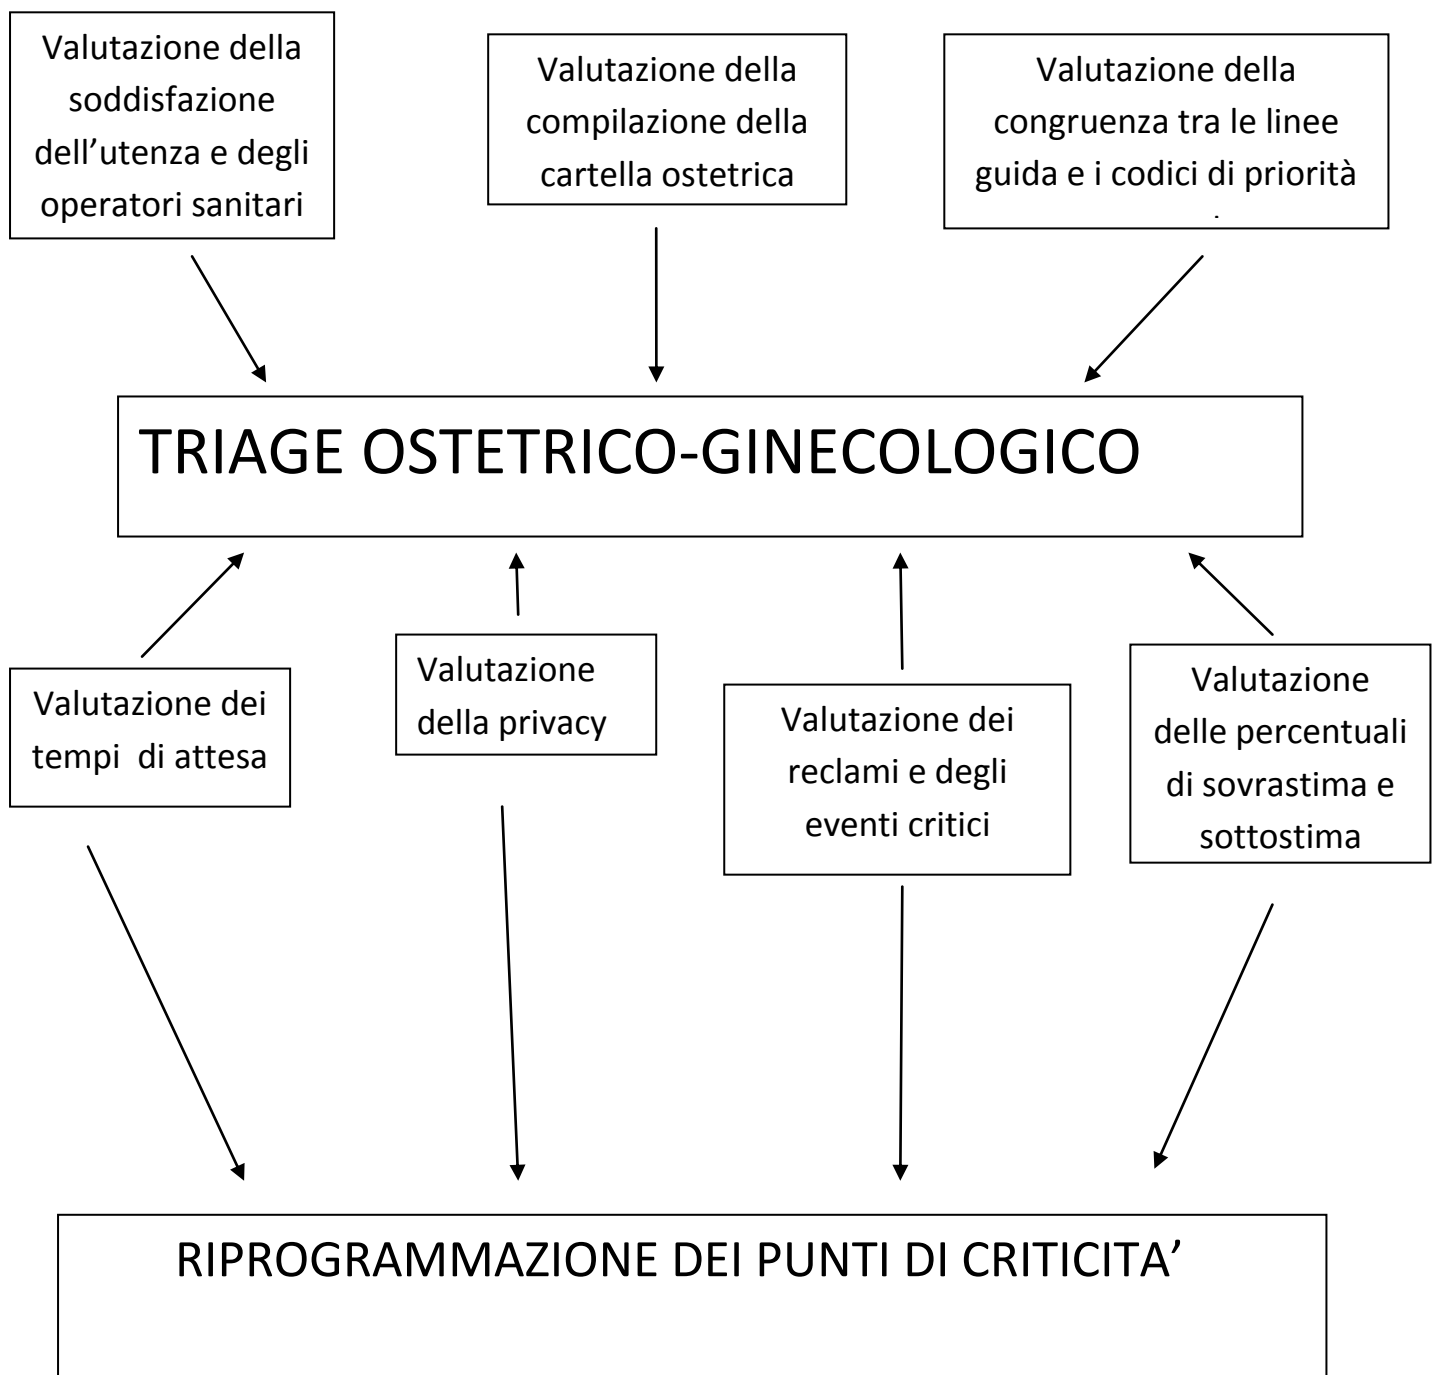 Valutazione della
soddisfazione
dell’utenza e degli
operatori sanitari
Valutazione della
compilazione della
cartella ostetrica
Valutazione della
congruenza tra le linee
guida e i codici di priorità
TRIAGE OSTETRICO-GINECOLOGICO
Valutazione dei
tempi  di attesa
Valutazione
della privacy
Valutazione dei
reclami e degli
eventi critici
Valutazione
delle percentuali
di sovrastima e
sottostima
RIPROGRAMMAZIONE DEI PUNTI DI CRITICITA’